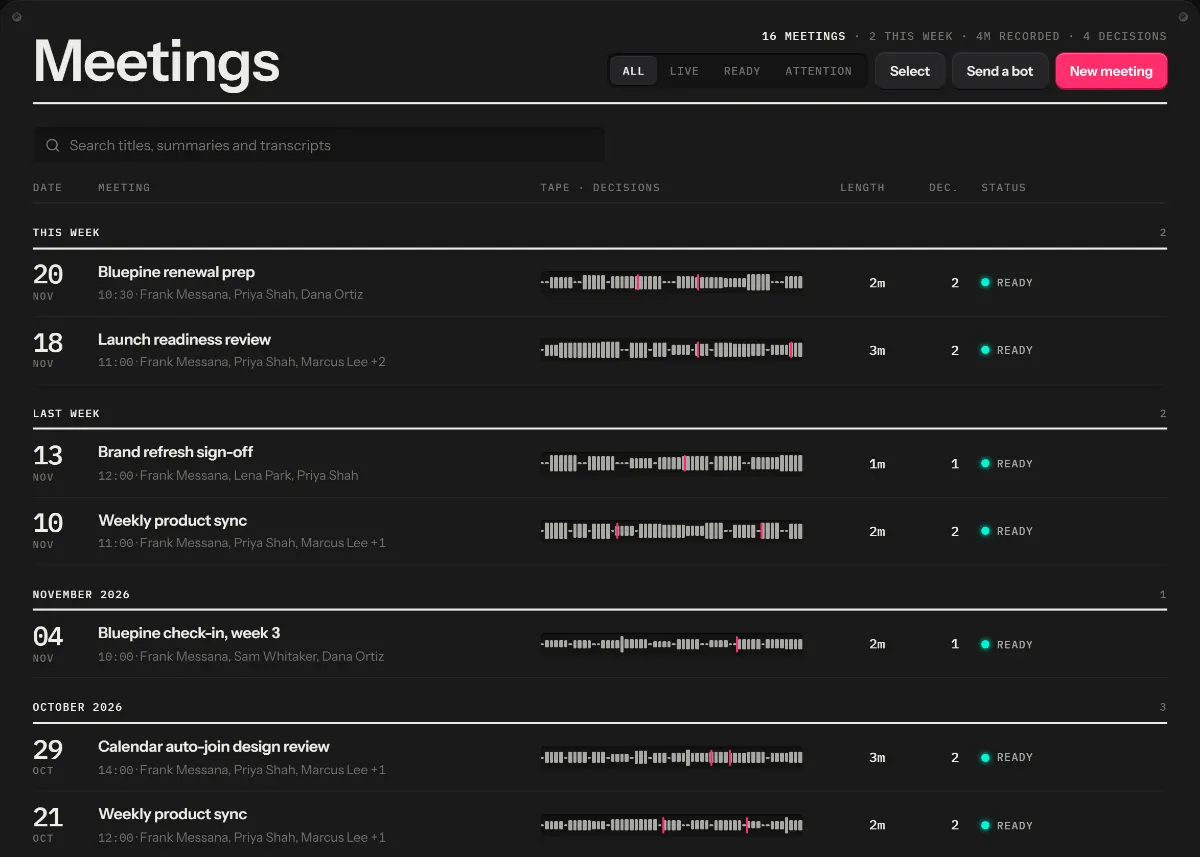 Meetings
16 MEETINGS · 2 THIS WEEK · 4M RECORDED · 4 DECISIONS
ALL LIVE READY ATTENTION Select Send a bot New meeting
Search titles, summaries and transcripts
DATE MEETING TAPE · DECISIONS LENGTH DEC. STATUS
THIS WEEK 2
20 NOV Bluepine renewal prep 2m 2 READY
10:30·Frank Messana, Priya Shah, Dana Ortiz
18 NOV Launch readiness review 3m 2 READY
11:00·Frank Messana, Priya Shah, Marcus Lee +2
LAST WEEK 2
13 NOV Brand refresh sign-off 1m 1 READY
12:00·Frank Messana, Lena Park, Priya Shah
10 NOV Weekly product sync 2m 2 READY
11:00·Frank Messana, Priya Shah, Marcus Lee +1
NOVEMBER 2026 1
04 NOV Bluepine check-in, week 3 2m 1 READY
10:00·Frank Messana, Sam Whitaker, Dana Ortiz
OCTOBER 2026 3
29 OCT Calendar auto-join design review 3m 2 READY
14:00·Frank Messana, Priya Shah, Marcus Lee +1
21 OCT Weekly product sync 2m 2 READY
12:00·Frank Messana, Priya Shah, Marcus Lee +1